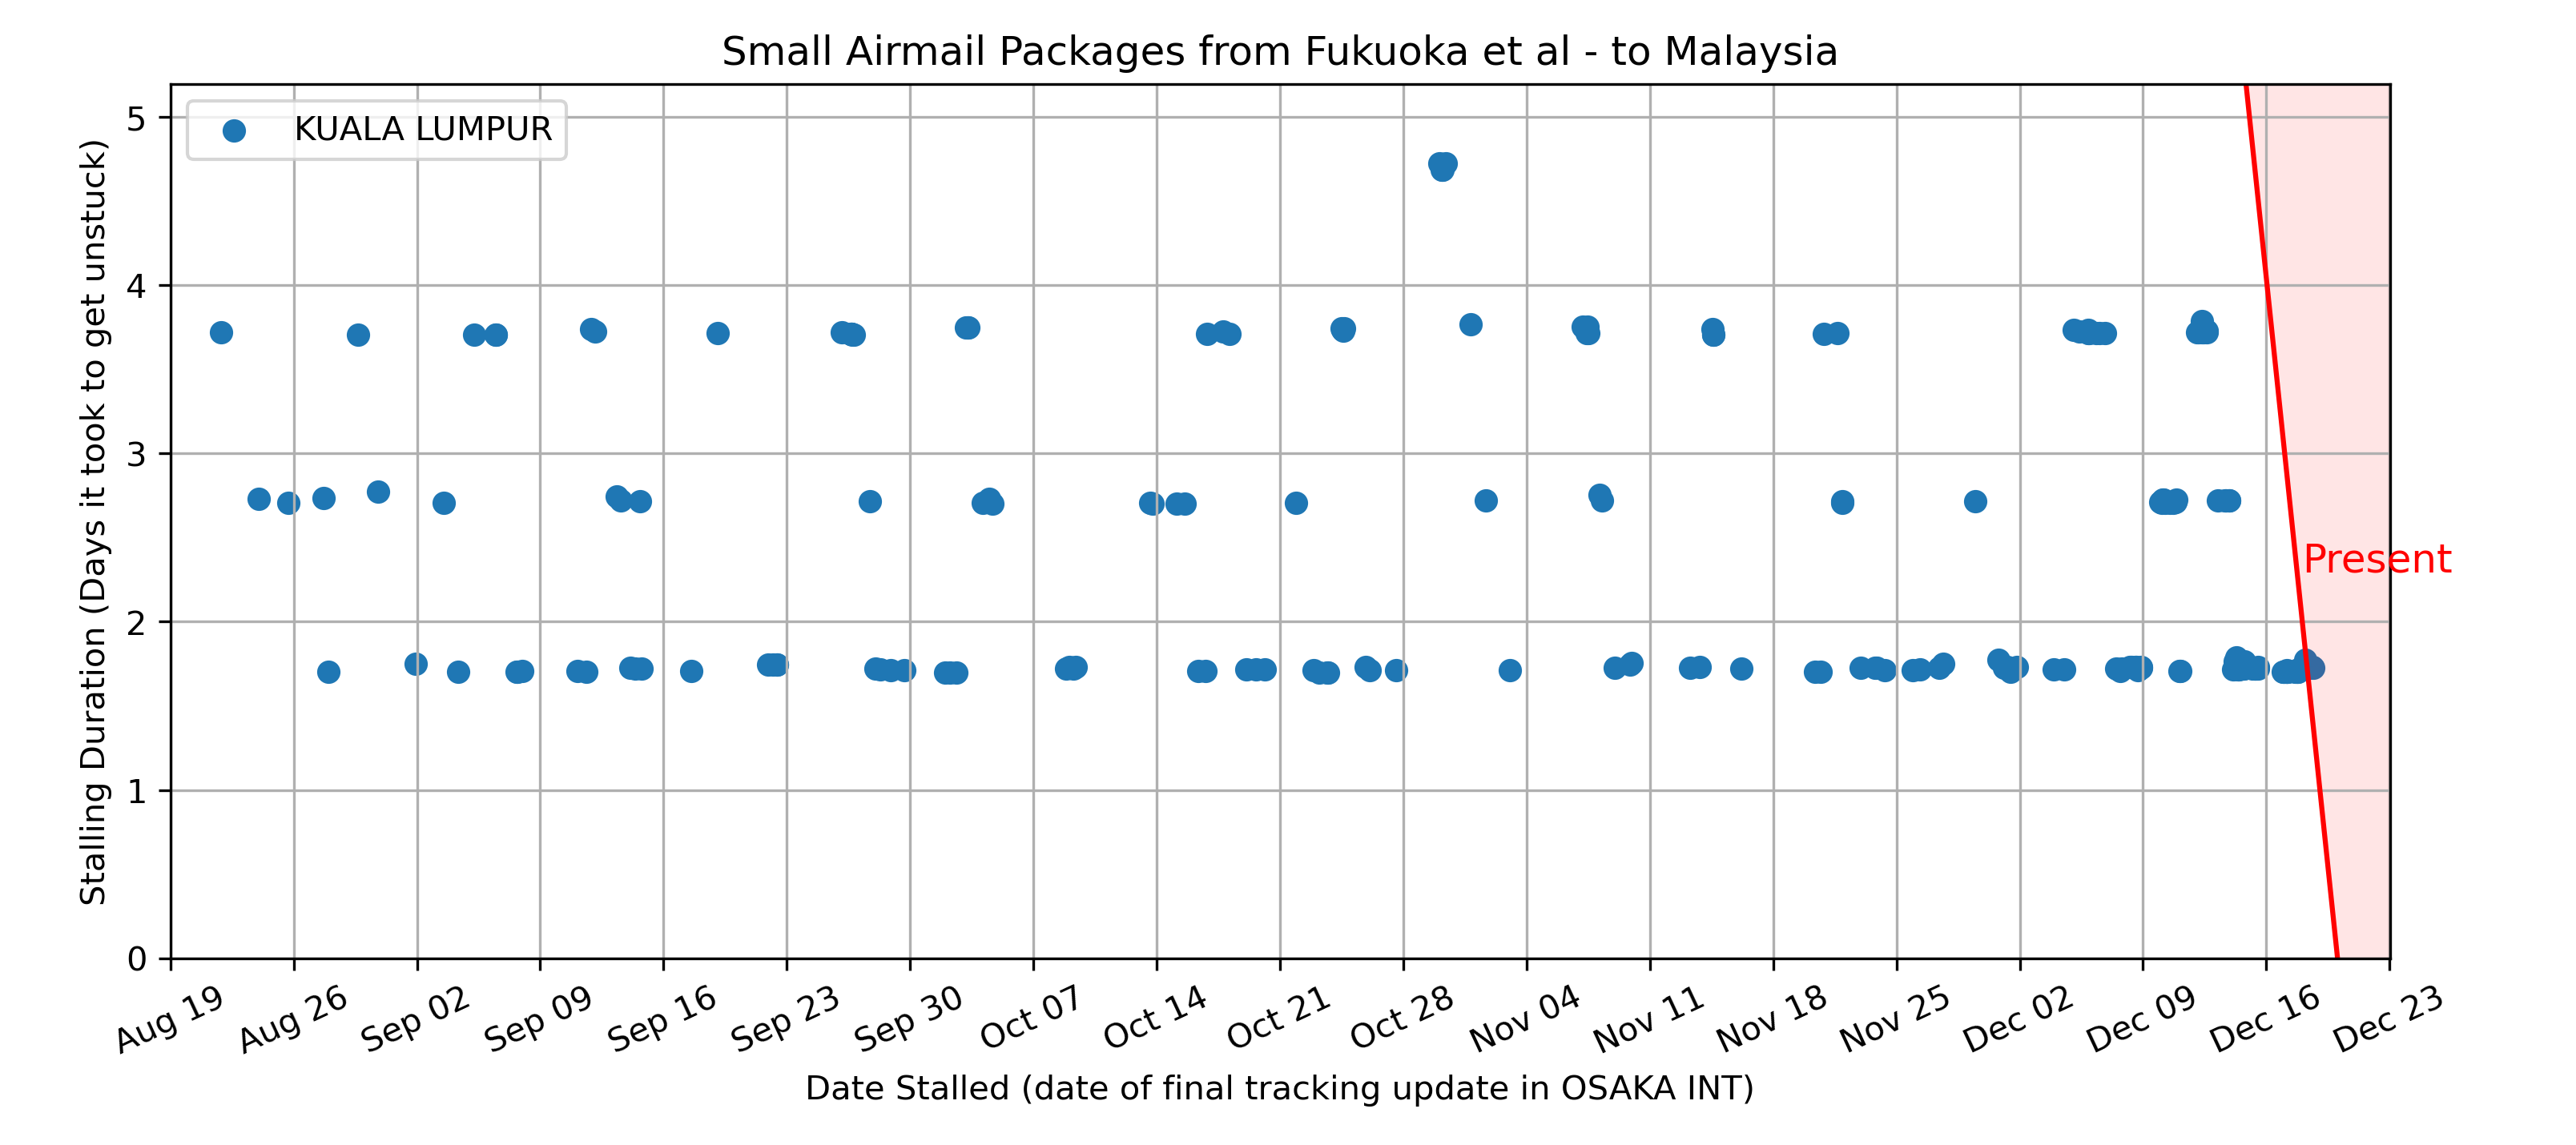 Small Airmail Packages from Fukuoka et al - to Malaysia
KUALA LUMPUR
Stalling Duration (Days it took to get unstuck)
5
4
3
2
1
0
Present
Aug 19
Aug 26
Sep 02
Sep 09
Sep 16
Sep 23
Sep 30
Oct 07
Oct 14
Oct 21
Oct 28
Nov 04
Nov 11
Nov 18
Nov 25
Dec 02
Dec 09
Dec 16
Dec 23
Date Stalled (date of final tracking update in OSAKA INT)